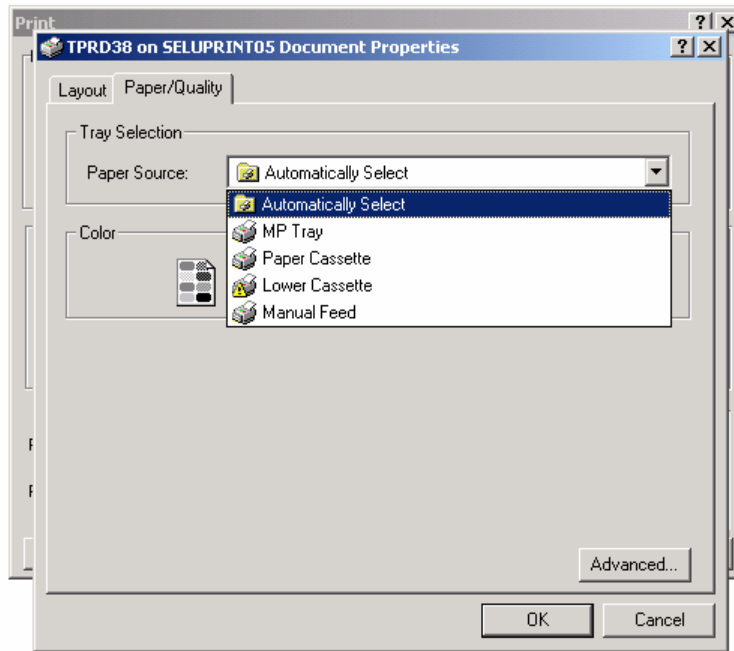 Print
TPRD38 on SELUPRINT05 Document Properties
Layout
Paper/Quality
Tray Selection
Paper Source:
Automatically Select
Automatically Select
MP Tray
Paper Cassette
Lower Cassette
Manual Feed
Color
Advanced...
OK
Cancel